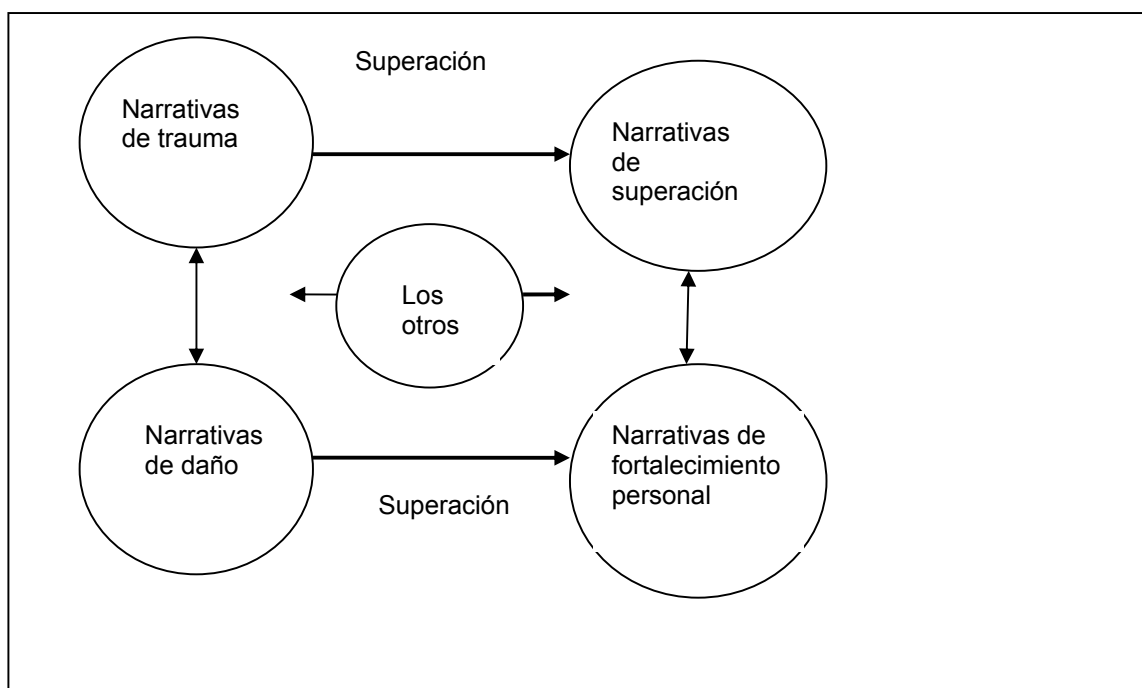 Superación
Narrativas
de trauma
Narrativas
de
superación
Los
otros
Narrativas
de daño
Narrativas de
fortalecimiento
personal
Superación